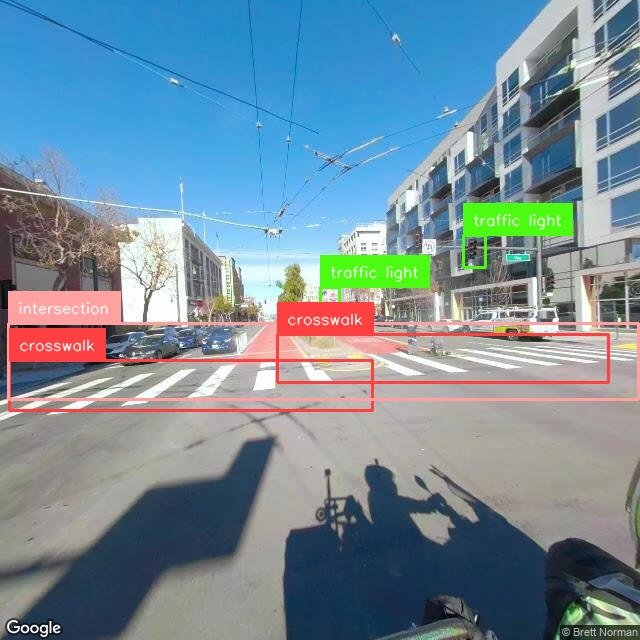 traffic light
traffic light
intersection
crosswalk
crosswalk
Google
© Brett Norman